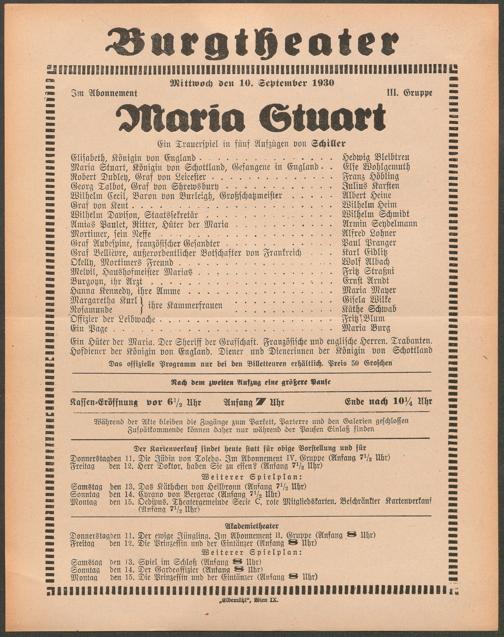 Burgtheater
Mittwoch den 10. September 1930
Im Abonnement III. Gruppe
Maria Stuart
Ein Trauerspiel in fünf Aufzügen von Schiller
Elisabeth, Königin von England Hedwig Bleibtreu
Maria Stuart, Königin von Schottland, Gefangene in England Else Wohlgemuth
Robert Dudley, Graf von Leicester Franz Höbling
Georg Talbot, Graf von Shrewsbury Julius Karsten
Wilhelm Cecil, Baron von Burleigh, Großschatzmeister Albert Heine
Graf von Kent Wilhelm Heim
Wilhelm Davison, Staatssekretär Wilhelm Schmidt
Amias Paulet, Ritter, Hüter der Maria Armin Seydelmann
Mortimer, sein Neffe Alfred Lohner
Graf Aubespine, französischer Gesandter Paul Pranger
Graf Bellievre, außerordentlicher Botschafter von Frankreich Karl Eidlitz
Okelly, Mortimers Freund Wolf Albach
Melvil, Haushofmeister Marias Fritz Straßni
Burgoyn, ihr Arzt Ernst Arndt
Hanna Kennedy, ihre Amme Maria Mayer
Margaretha Kurl } ihre Kammerfrauen Gisela Wilke
Rosamunde Käthe Schwab
Offizier der Leibwache Fritz Blum
Ein Page Maria Burg
Ein Hüter der Maria. Der Sheriff der Grafschaft. Französische und englische Herren. Trabanten.
Hofdiener der Königin von England. Diener und Dienerinnen der Königin von Schottland
Das offizielle Programm nur bei den Billetteuren erhältlich. Preis 50 Groschen
Nach dem zweiten Aufzug eine größere Pause
Kassen-Eröffnung vor 6½ Uhr Anfang 7 Uhr Ende nach 10¼ Uhr
Während der Akte bleiben die Zugänge zum Parkett, Parterre und den Galerien geschlossen
Zuspätkommende können daher nur während der Pausen Einlaß finden
Der Kartenverkauf findet heute statt für obige Vorstellung und für
Donnerstag den 11. Die Jüdin von Toledo. Im Abonnement IV. Gruppe (Anfang 7½ Uhr)
Freitag den 12. Herr Doktor, haben Sie zu essen? (Anfang 7½ Uhr)
Weiterer Spielplan:
Samstag den 13. Das Käthchen von Heilbronn (Anfang 7½ Uhr)
Sonntag den 14. Cyrano von Bergerac (Anfang 7½ Uhr)
Montag den 15. Oedipus. Theatergemeinde Serie C, rote Mitgliedskarten. Beschränkter Kartenverkauf
(Anfang 7½ Uhr)
Akademietheater
Donnerstag den 11. Der ewige Jüngling. Im Abonnement II. Gruppe (Anfang 8 Uhr)
Freitag den 12. Die Prinzessin und der Eintänzer (Anfang 8 Uhr)
Weiterer Spielplan:
Samstag den 13. Spiel im Schloß (Anfang 8 Uhr)
Sonntag den 14. Der Gardeoffizier (Anfang 8 Uhr)
Montag den 15. Die Prinzessin und der Eintänzer (Anfang 8 Uhr)
„Elbemühl“, Wien IX.